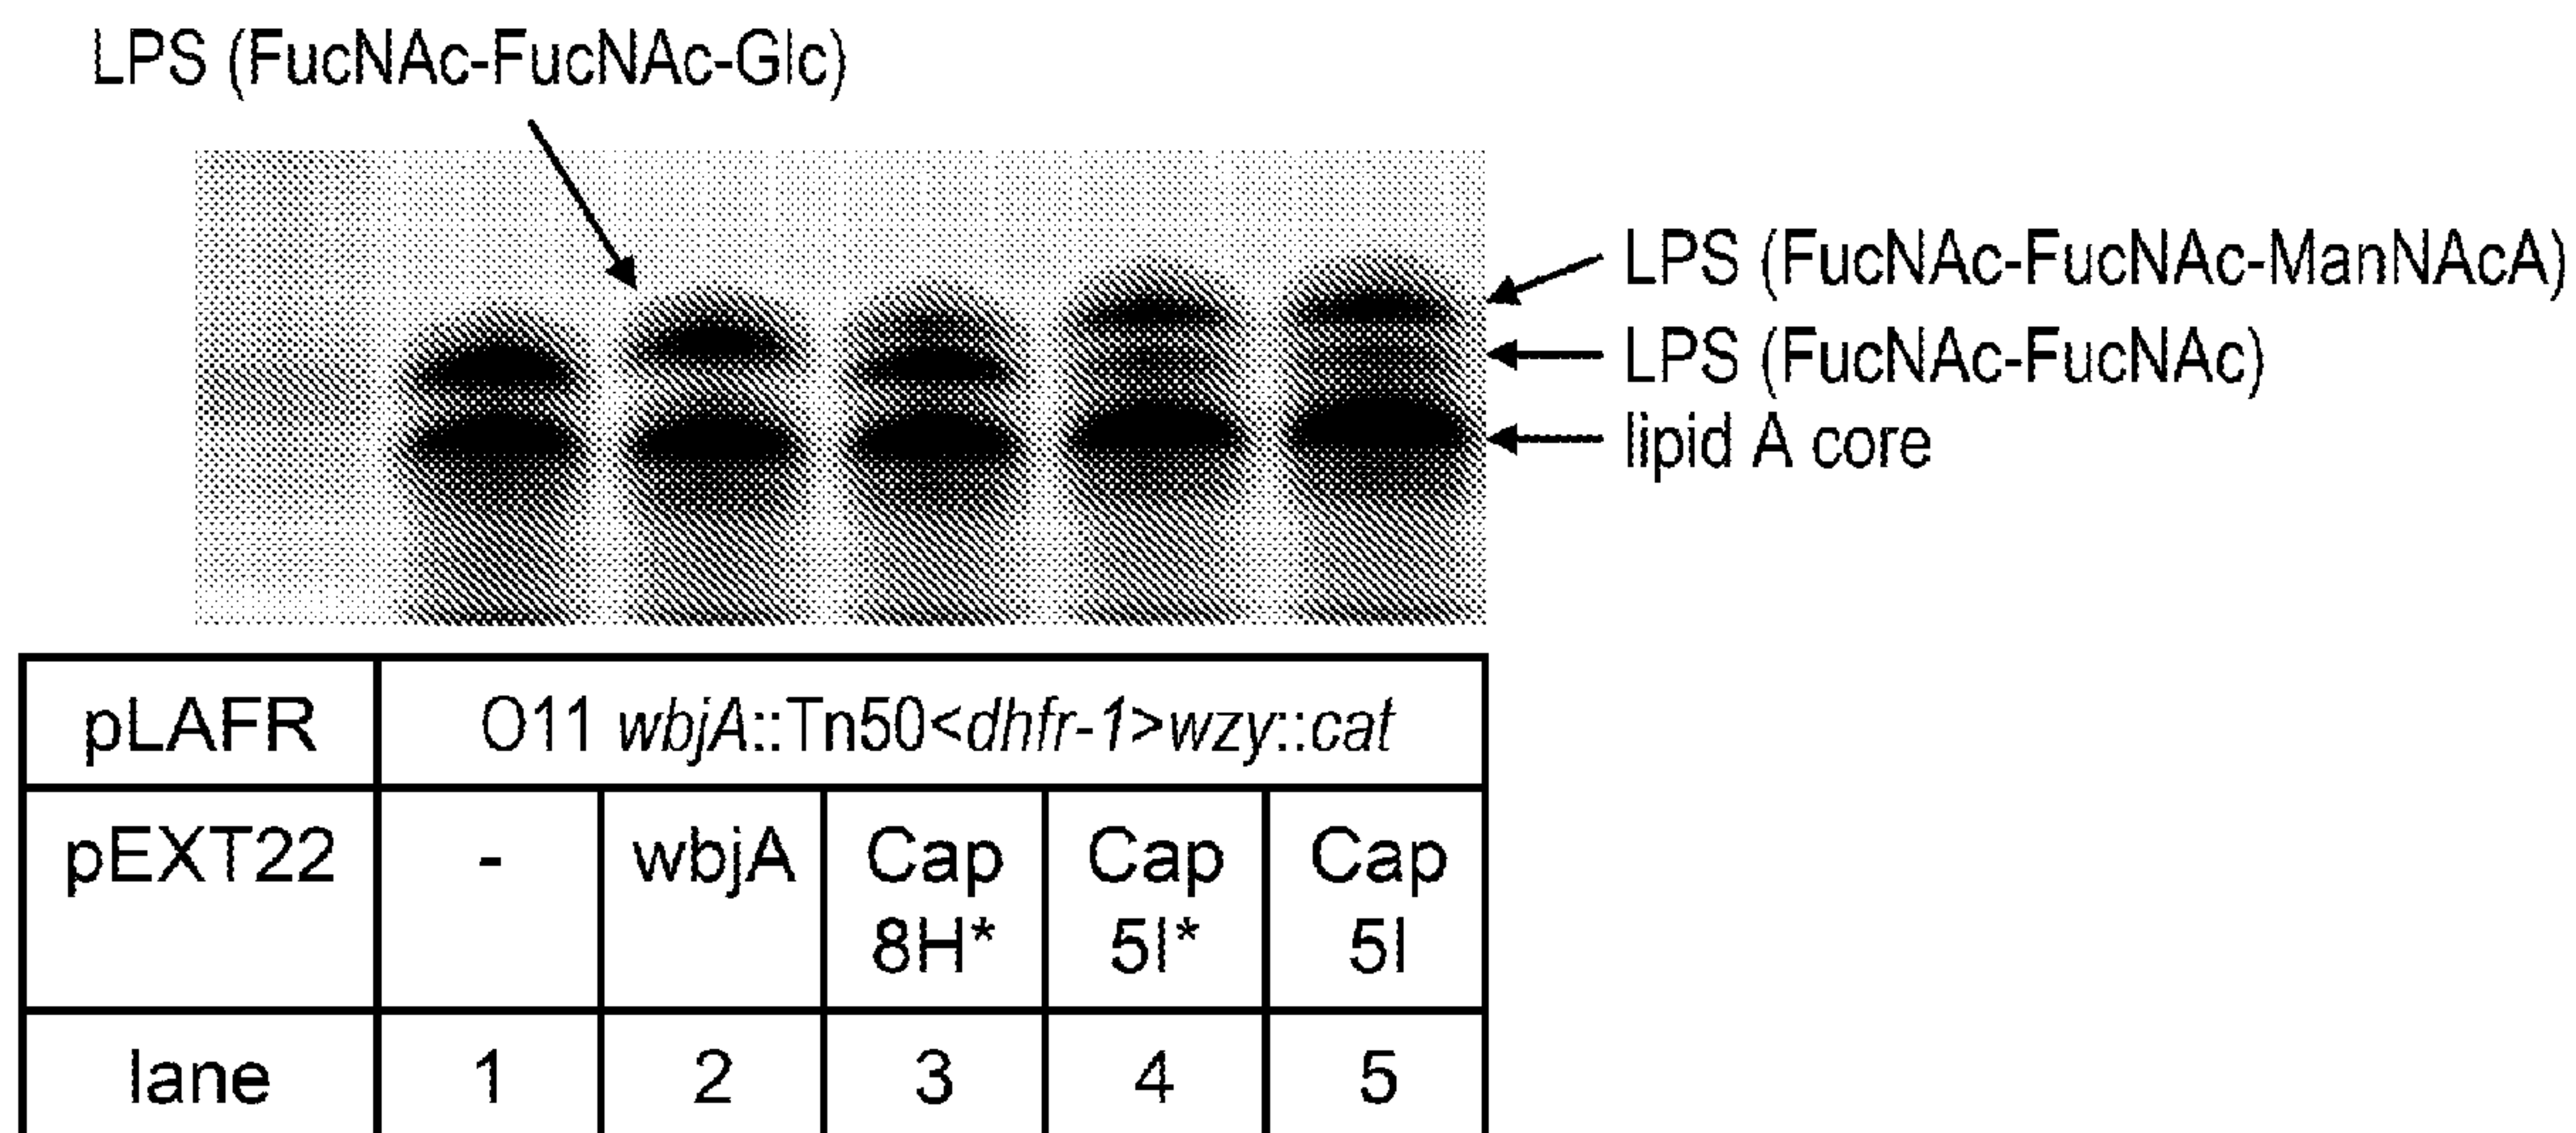 LPS (FucNAc-FucNAc-Glc)
LPS (FucNAc-FucNAc-ManNAcA)
LPS (FucNAc-FucNAc)
lipid A core
pLAFR O11 wbjA::Tn50<dhfr-1>wzy::cat
pEXT22 - wbjA Cap Cap Cap
8H* 5I* 5I
lane 1 2 3 4 5